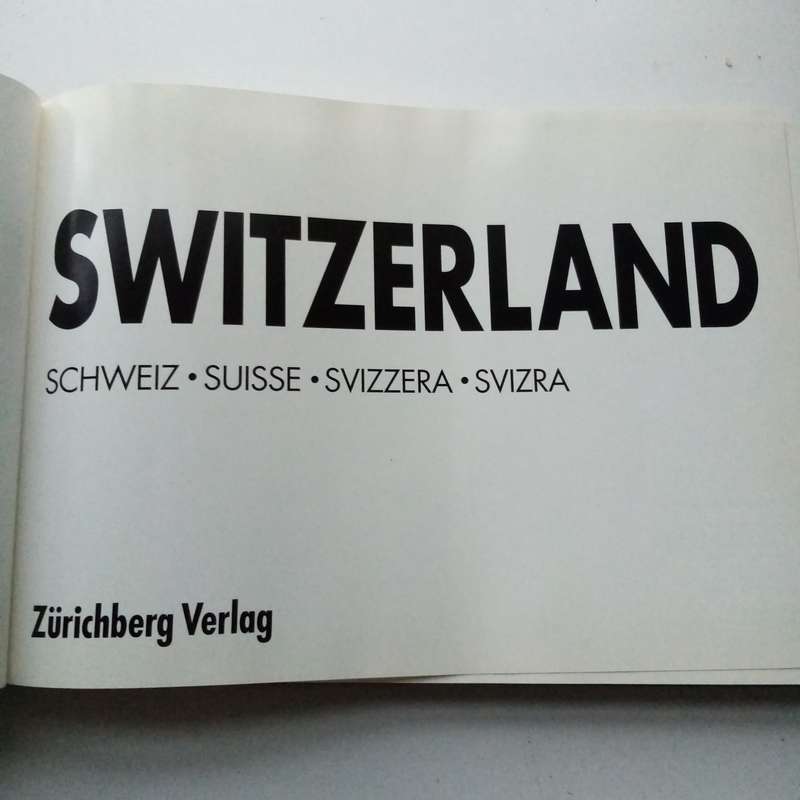 SWITZERLAND
SCHWEIZ • SUISSE • SVIZZERA • SVIZRA
Zürichberg Verlag